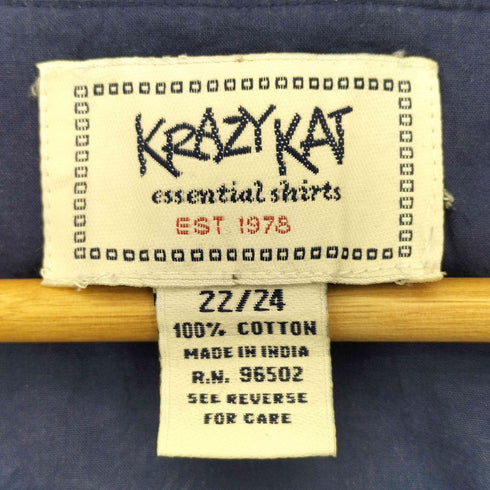 KRAZY KAT
essential shirts
EST 1978
22/24
100% COTTON
MADE IN INDIA
R.N. 96502
SEE REVERSE
FOR CARE